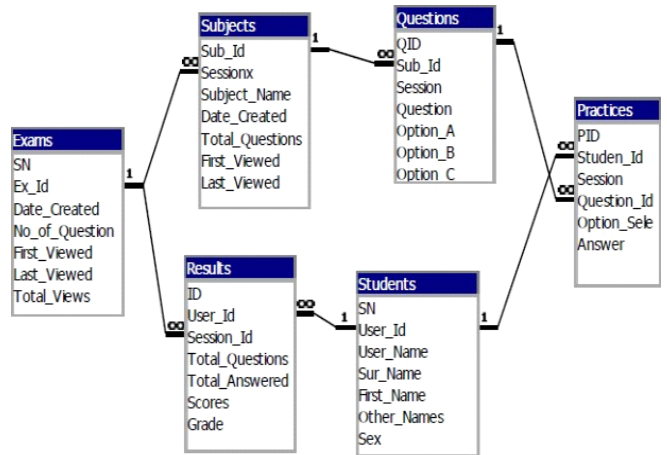 Subjects
Sub_Id
Sessionx
Subject_Name
Date_Created
Total_Questions
First_Viewed
Last_Viewed
Questions
QID
Sub_Id
Session
Question
Option_A
Option_B
Option_C
Practices
PID
Studen_Id
Session
Question_Id
Option_Sele
Answer
Exams
SN
Ex_Id
Date_Created
No_of_Question
First_Viewed
Last_Viewed
Total_Views
Results
ID
User_Id
Session_Id
Total_Questions
Total_Answered
Scores
Grade
Students
SN
User_Id
User_Name
Sur_Name
First_Name
Other_Names
Sex
1
∞
1
∞
1
∞
∞
1
∞
∞
1
1